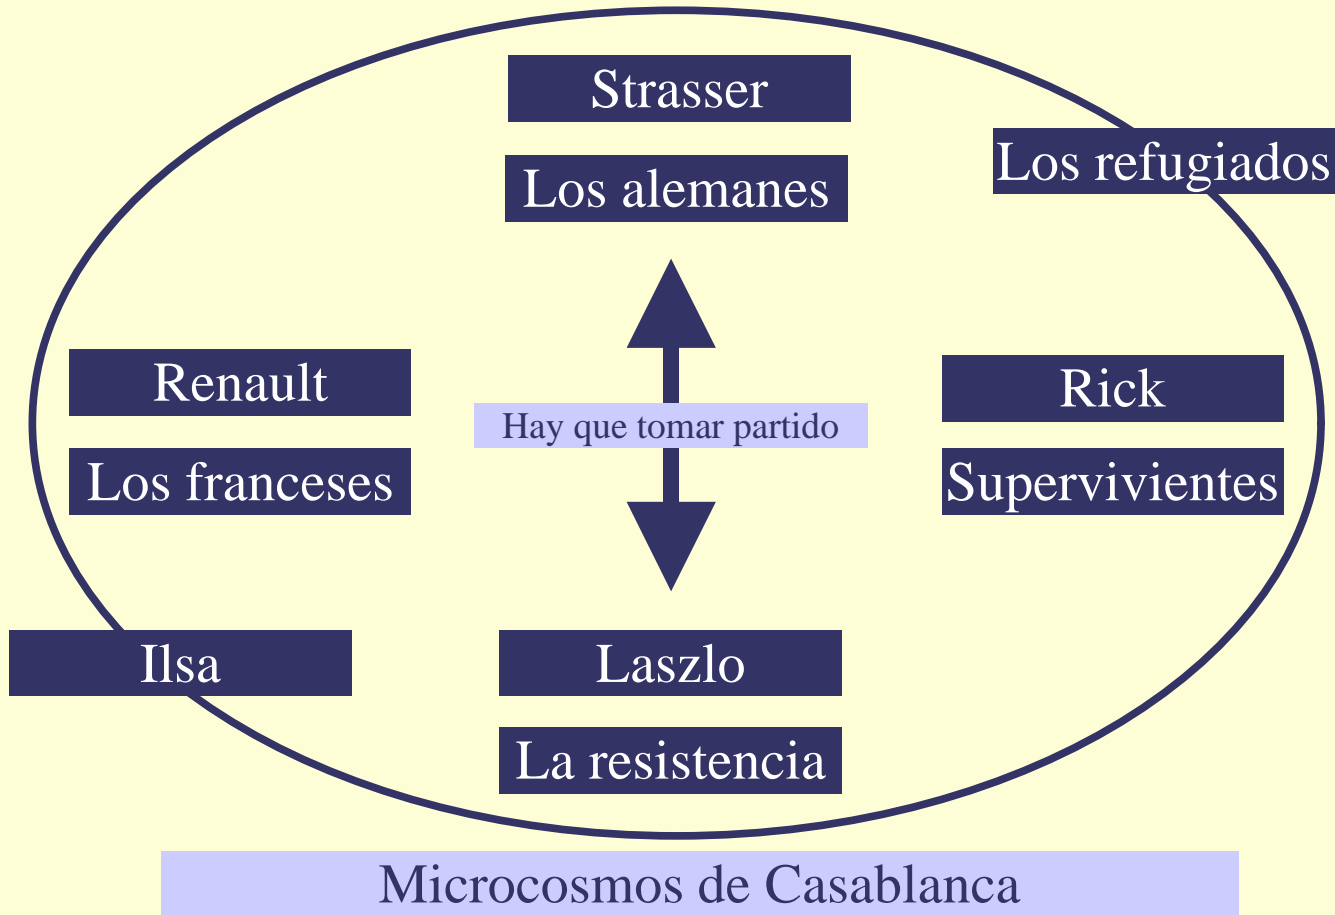 Strasser
Los alemanes
Los refugiados
Renault
Los franceses
Hay que tomar partido
Rick
Supervivientes
Ilsa
Laszlo
La resistencia
Microcosmos de Casablanca